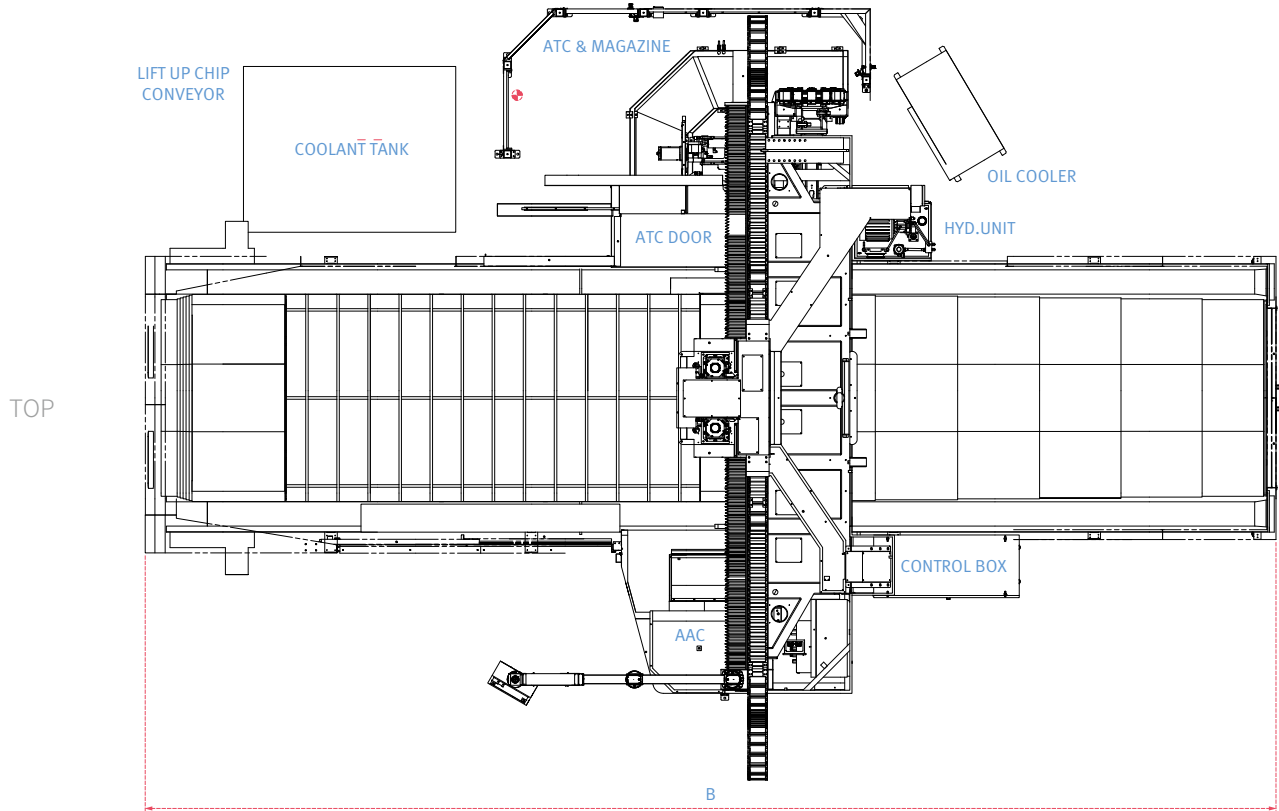 ATC & MAGAZINE
LIFT UP CHIP
CONVEYOR
COOLANT TANK
OIL COOLER
ATC DOOR
HYD.UNIT
TOP
CONTROL BOX
AAC
B